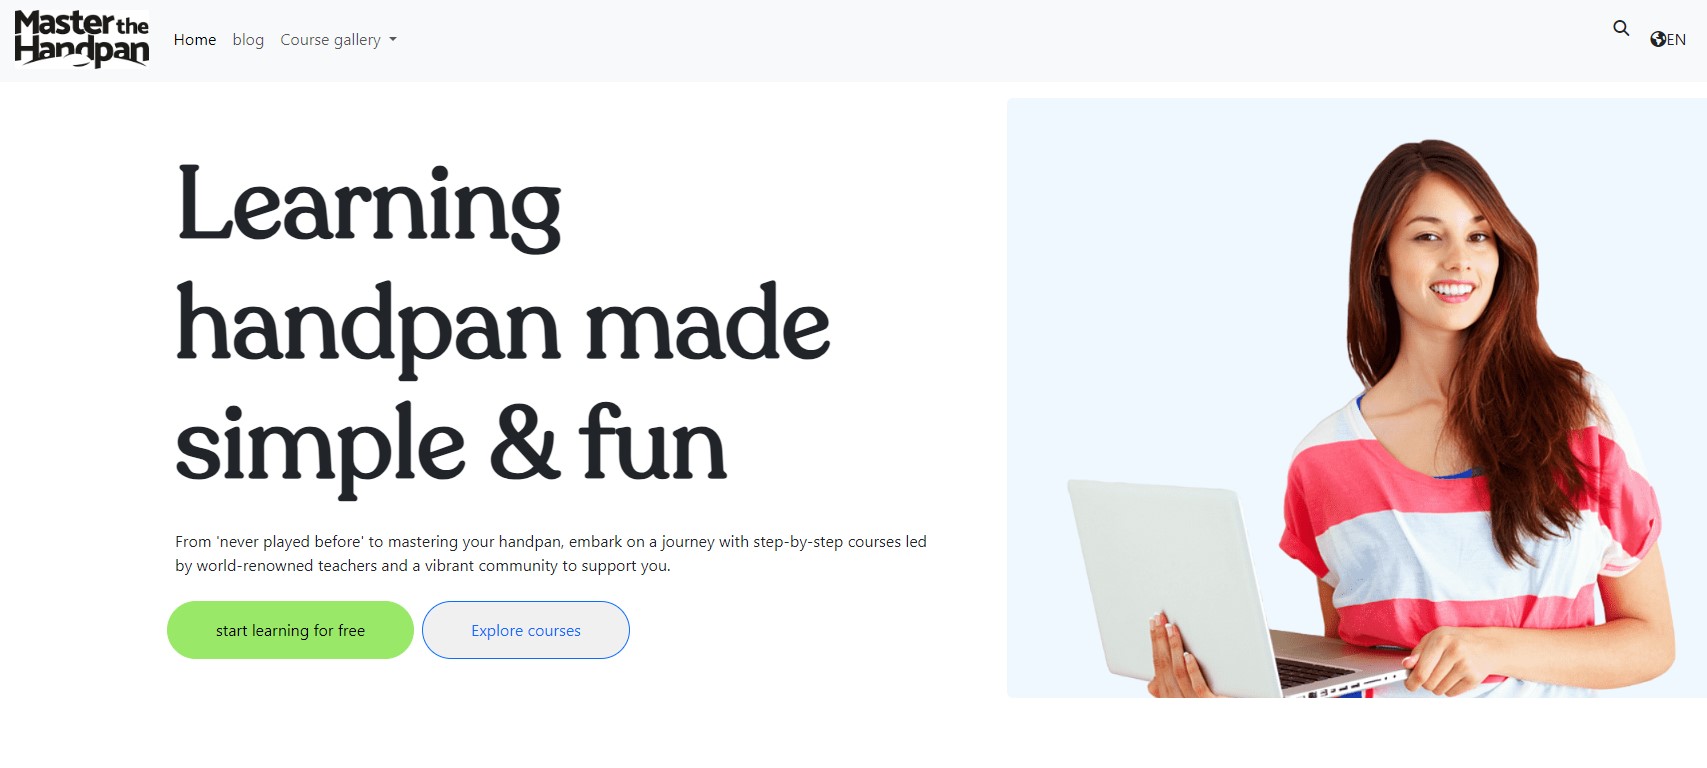 Master the
Handpan
Home blog Course gallery
EN
Learning
handpan made
simple & fun
From 'never played before' to mastering your handpan, embark on a journey with step-by-step courses led
by world-renowned teachers and a vibrant community to support you.
start learning for free
Explore courses